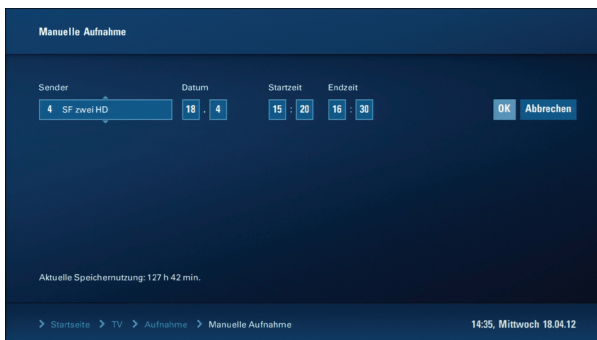 Manuelle Aufnahme
Sender Datum Startzeit Endzeit
4 SF zwei HD 18 . 4 15 : 20 16 : 30 OK Abbrechen
Aktuelle Speichernutzung: 127 h 42 min.
> Startseite > TV > Aufnahme > Manuelle Aufnahme 14:35, Mittwoch 18.04.12